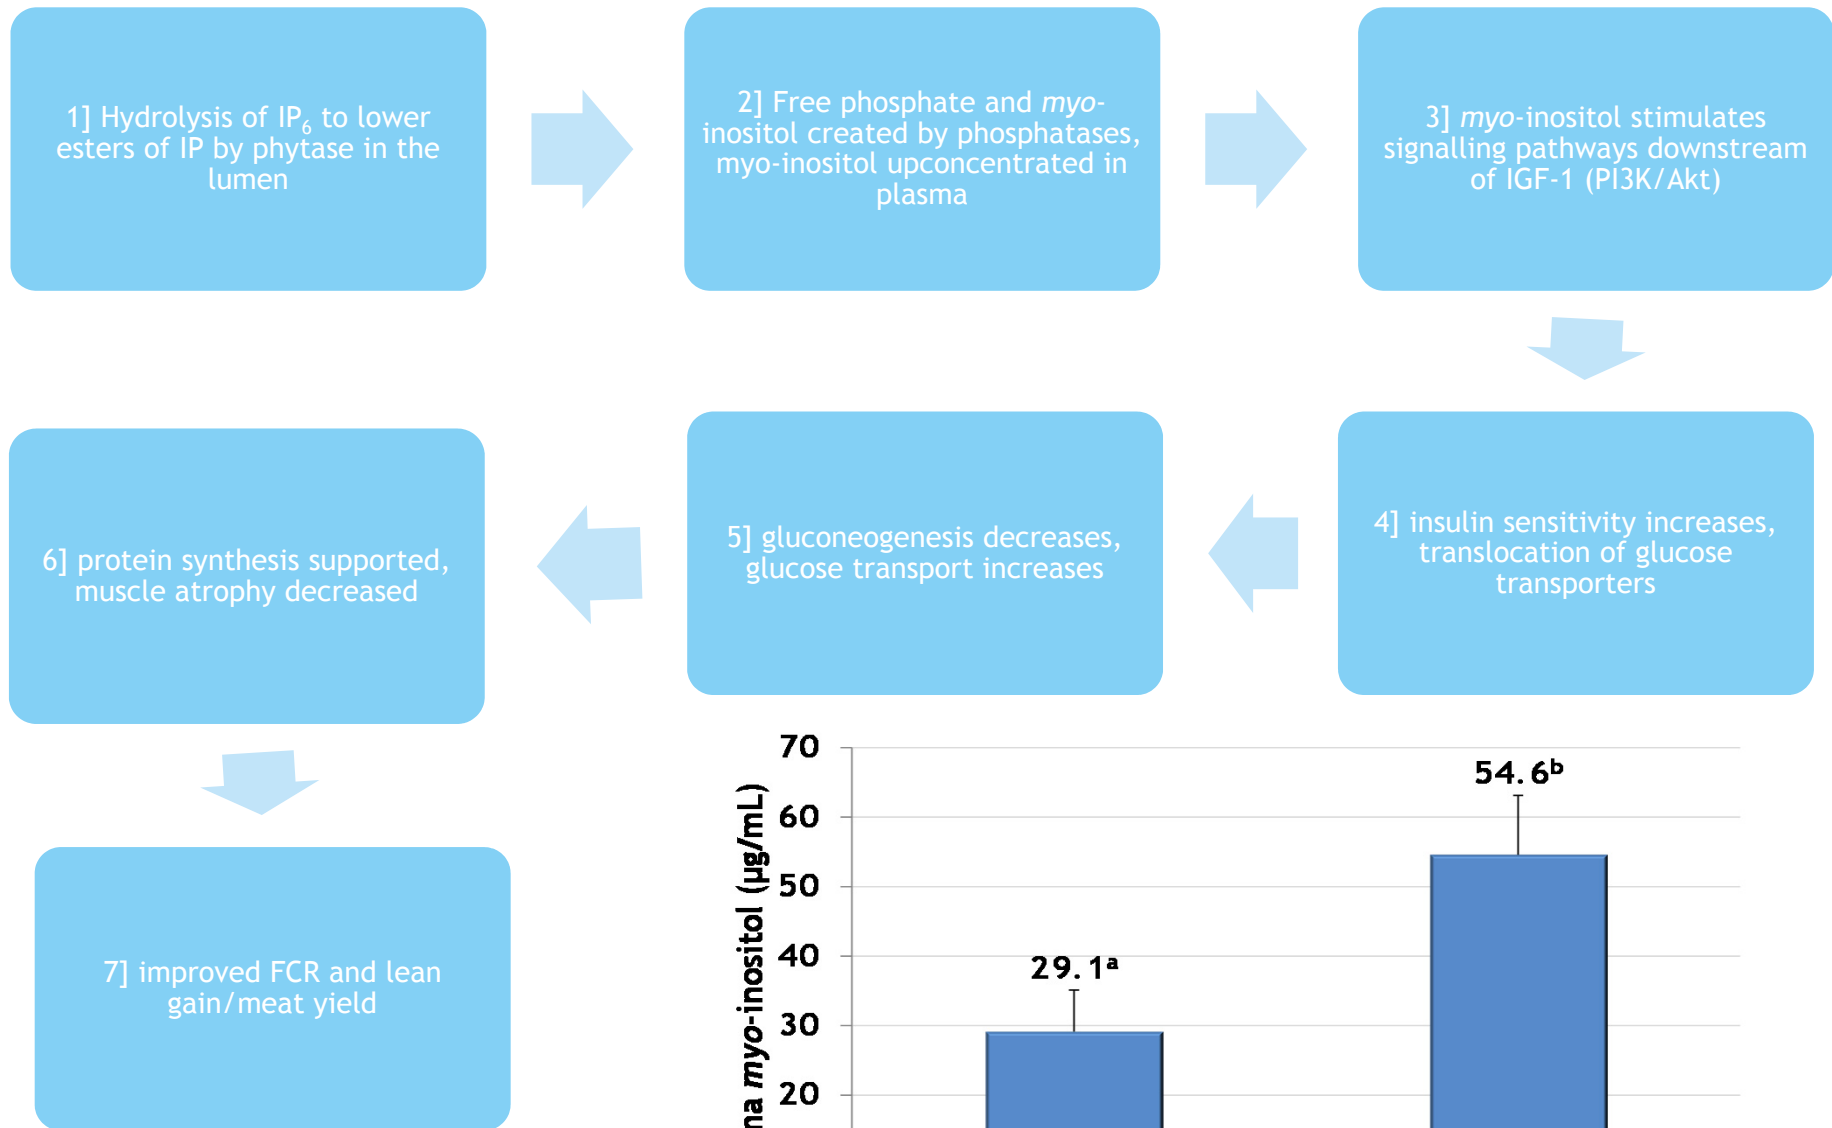 1] Hydrolysis of IP₆ to lower
esters of IP by phytase in the
lumen
2] Free phosphate and myo-
inositol created by phosphatases,
myo-inositol upconcentrated in
plasma
3] myo-inositol stimulates
signalling pathways downstream
of IGF-1 (PI3K/Akt)
4] insulin sensitivity increases,
translocation of glucose
transporters
5] gluconeogenesis decreases,
glucose transport increases
6] protein synthesis supported,
muscle atrophy decreased
7] improved FCR and lean
gain/meat yield
myo-inositol (µg/mL)
70
60
50
40
30
20
29.1ᵃ
54.6ᵇ